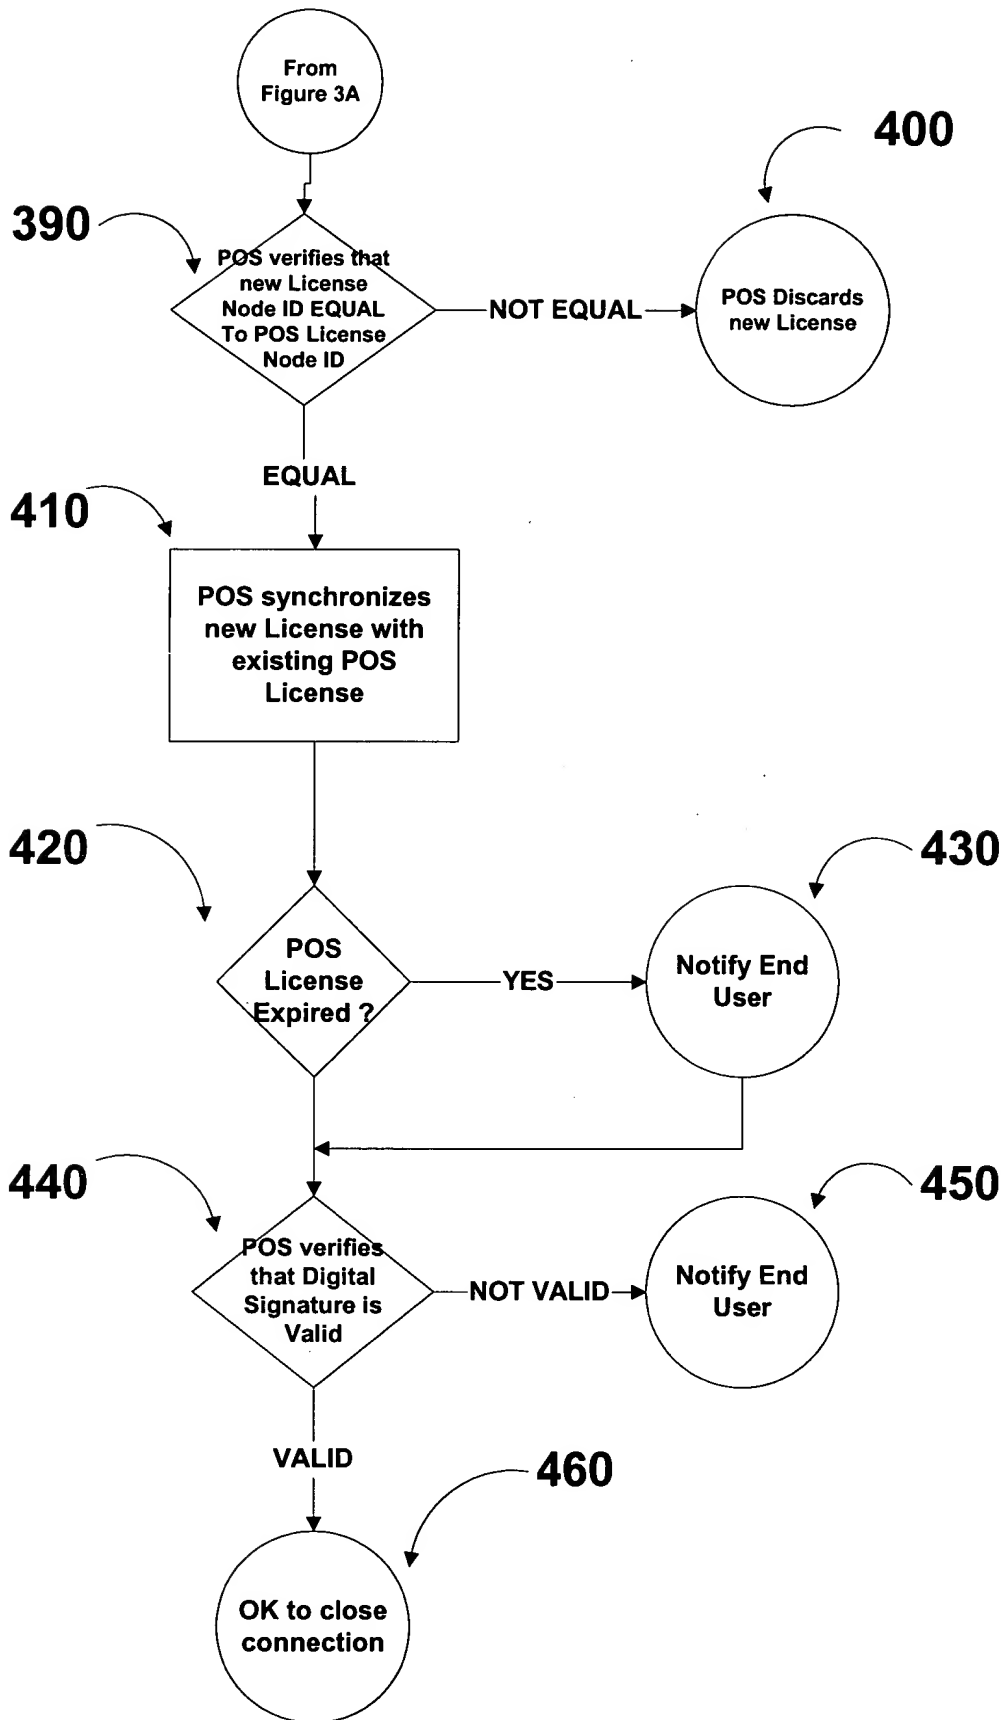 From
Figure 3A
400
390
POS verifies that
new License
Node ID EQUAL
To POS License
Node ID
NOT EQUAL
POS Discards
new License
EQUAL
410
POS synchronizes
new License with
existing POS
License
420
430
POS
License
Expired ?
YES
Notify End
User
440
450
POS verifies
that Digital
Signature is
Valid
NOT VALID
Notify End
User
VALID
460
OK to close
connection